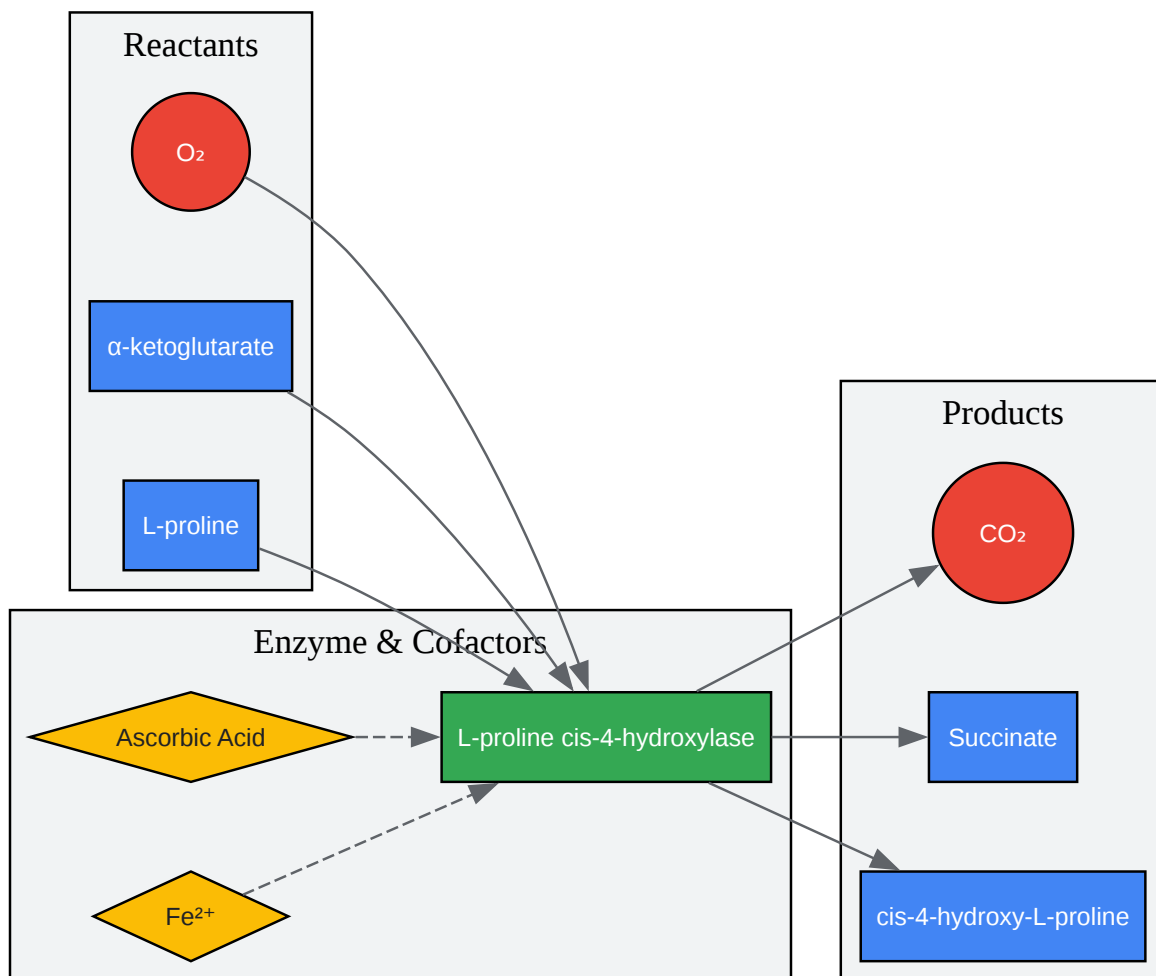 Reactants
O₂
α-ketoglutarate
L-proline
Enzyme & Cofactors
Ascorbic Acid
L-proline cis-4-hydroxylase
Fe²⁺
Products
CO₂
Succinate
cis-4-hydroxy-L-proline